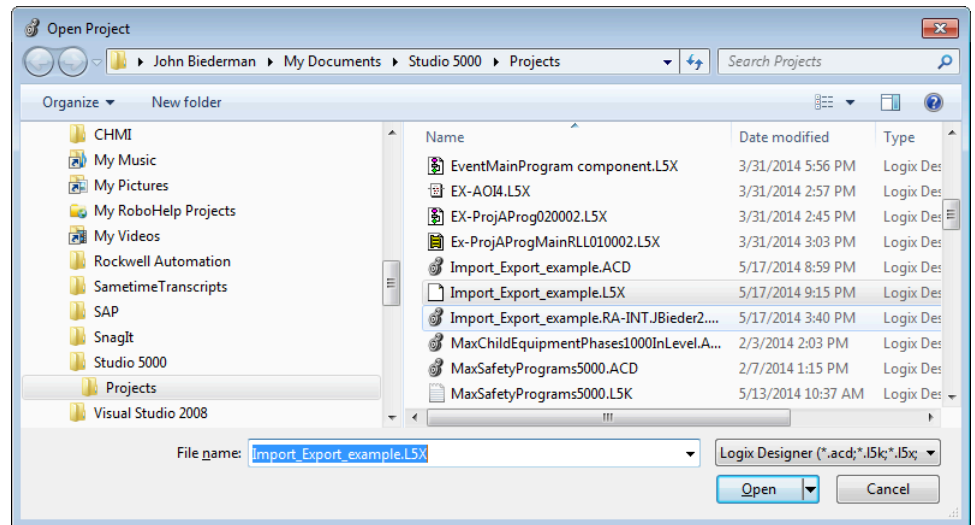 Open Project
John Biederman ▸ My Documents ▸ Studio 5000 ▸ Projects
Search Projects
Organize
New folder
CHMI
My Music
My Pictures
My RoboHelp Projects
My Videos
Rockwell Automation
SametimeTranscripts
SAP
SnagIt
Studio 5000
Projects
Visual Studio 2008
Name Date modified Type
EventMainProgram component.L5X 3/31/2014 5:56 PM Logix Des
EX-AOI4.L5X 3/31/2014 2:57 PM Logix Des
EX-ProjAProg020002.L5X 3/31/2014 2:45 PM Logix Des
Ex-ProjAProgMainRLL010002.L5X 3/31/2014 3:03 PM Logix Des
Import_Export_example.ACD 5/17/2014 8:59 PM Logix Des
Import_Export_example.L5X 5/17/2014 9:15 PM Logix Des
Import_Export_example.RA-INT.JBieder2.... 5/17/2014 3:40 PM Logix Des
MaxChildEquipmentPhases1000InLevel.A... 2/3/2014 2:03 PM Logix Des
MaxSafetyPrograms5000.ACD 2/7/2014 1:15 PM Logix Des
MaxSafetyPrograms5000.L5K 5/13/2014 10:37 AM Logix Des
File name: Import_Export_example.L5X
Logix Designer (*.acd;*.l5k;*.l5x;
Open
Cancel